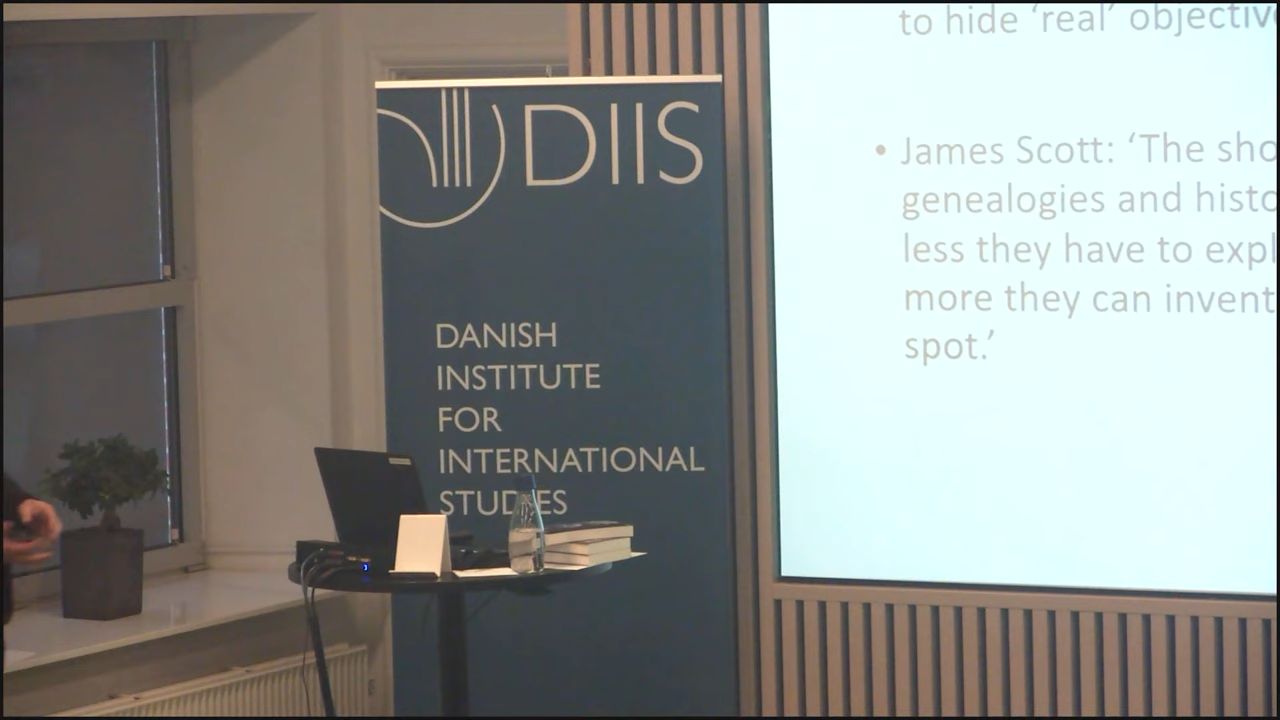 DIIS
DANISH
INSTITUTE
FOR
INTERNATIONAL
STUDIES
to hide ‘real’ objectiv
• James Scott: ‘The sho
genealogies and histo
less they have to expl
more they can invent
spot.’